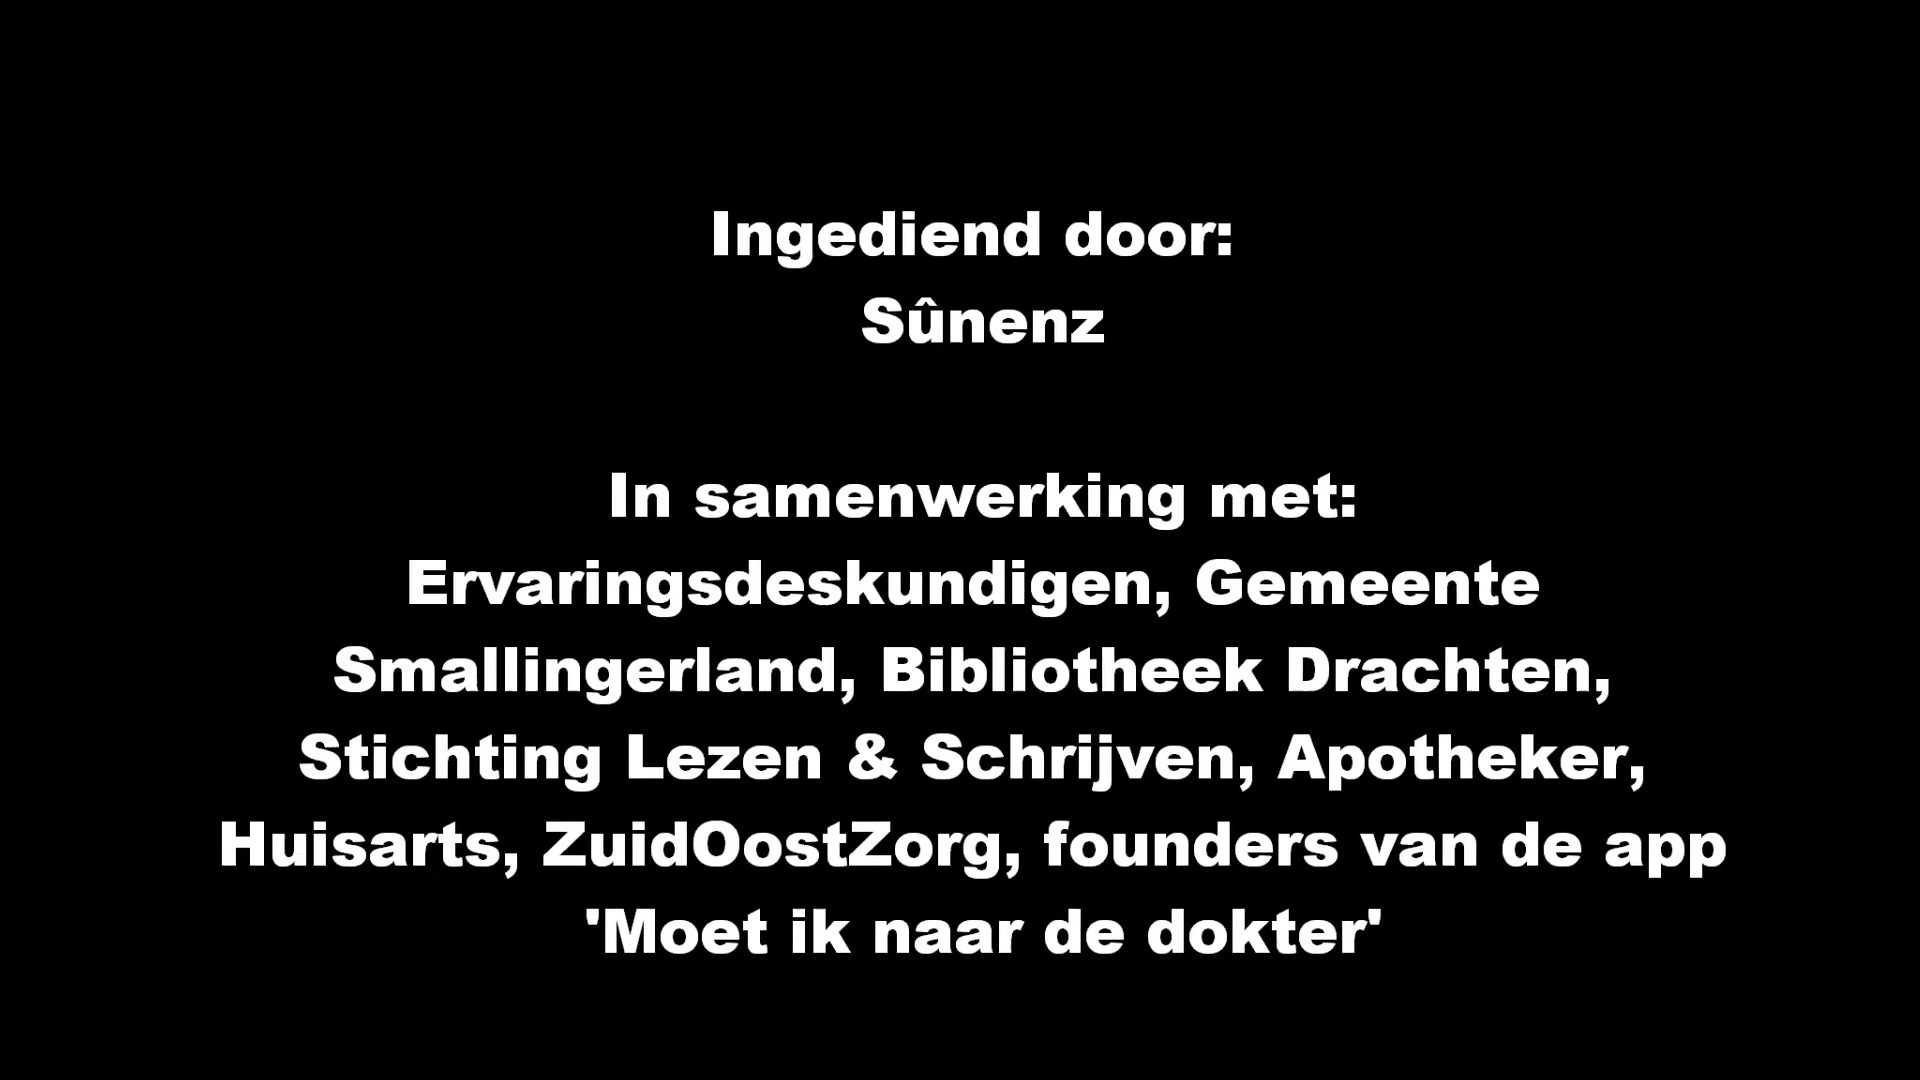 Ingediend door:
Sûnenz
In samenwerking met:
Ervaringsdeskundigen, Gemeente
Smallingerland, Bibliotheek Drachten,
Stichting Lezen & Schrijven, Apotheker,
Huisarts, ZuidOostZorg, founders van de app
'Moet ik naar de dokter'